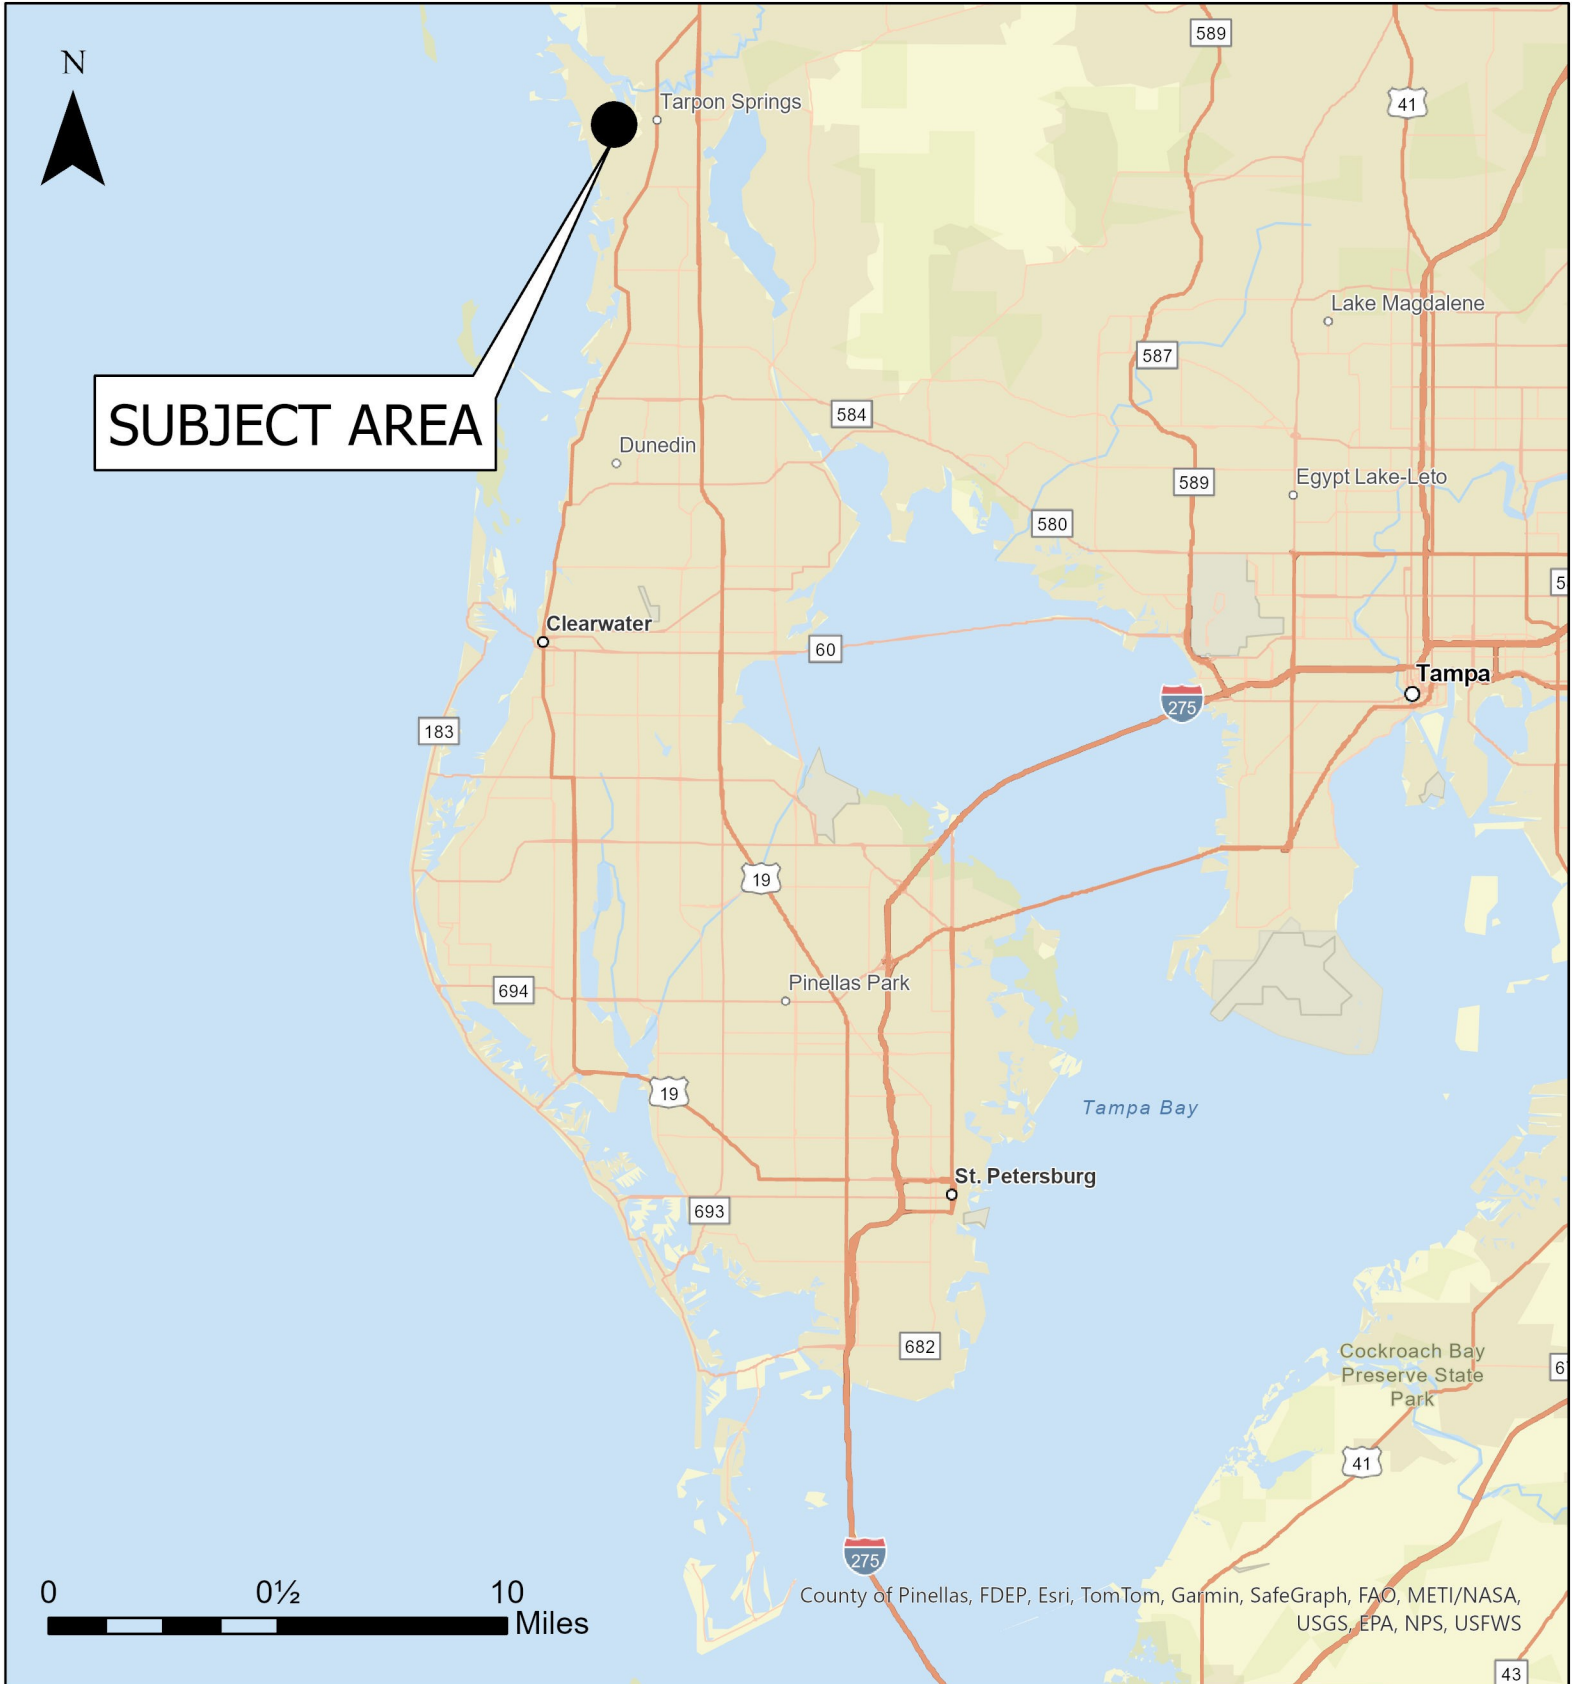 589
N
Tarpon Springs
41
Lake Magdalene
587
SUBJECT AREA
584
Dunedin
Egypt Lake-Leto
589
580
5
Clearwater
60
Tampa
275
183
19
Pinellas Park
694
19
Tampa Bay
St. Petersburg
693
682
Cockroach Bay
Preserve State
Park
6
41
275
0 0½ 10
Miles
County of Pinellas, FDEP, Esri, TomTom, Garmin, SafeGraph, FAO, METI/NASA,
USGS, EPA, NPS, USFWS
43